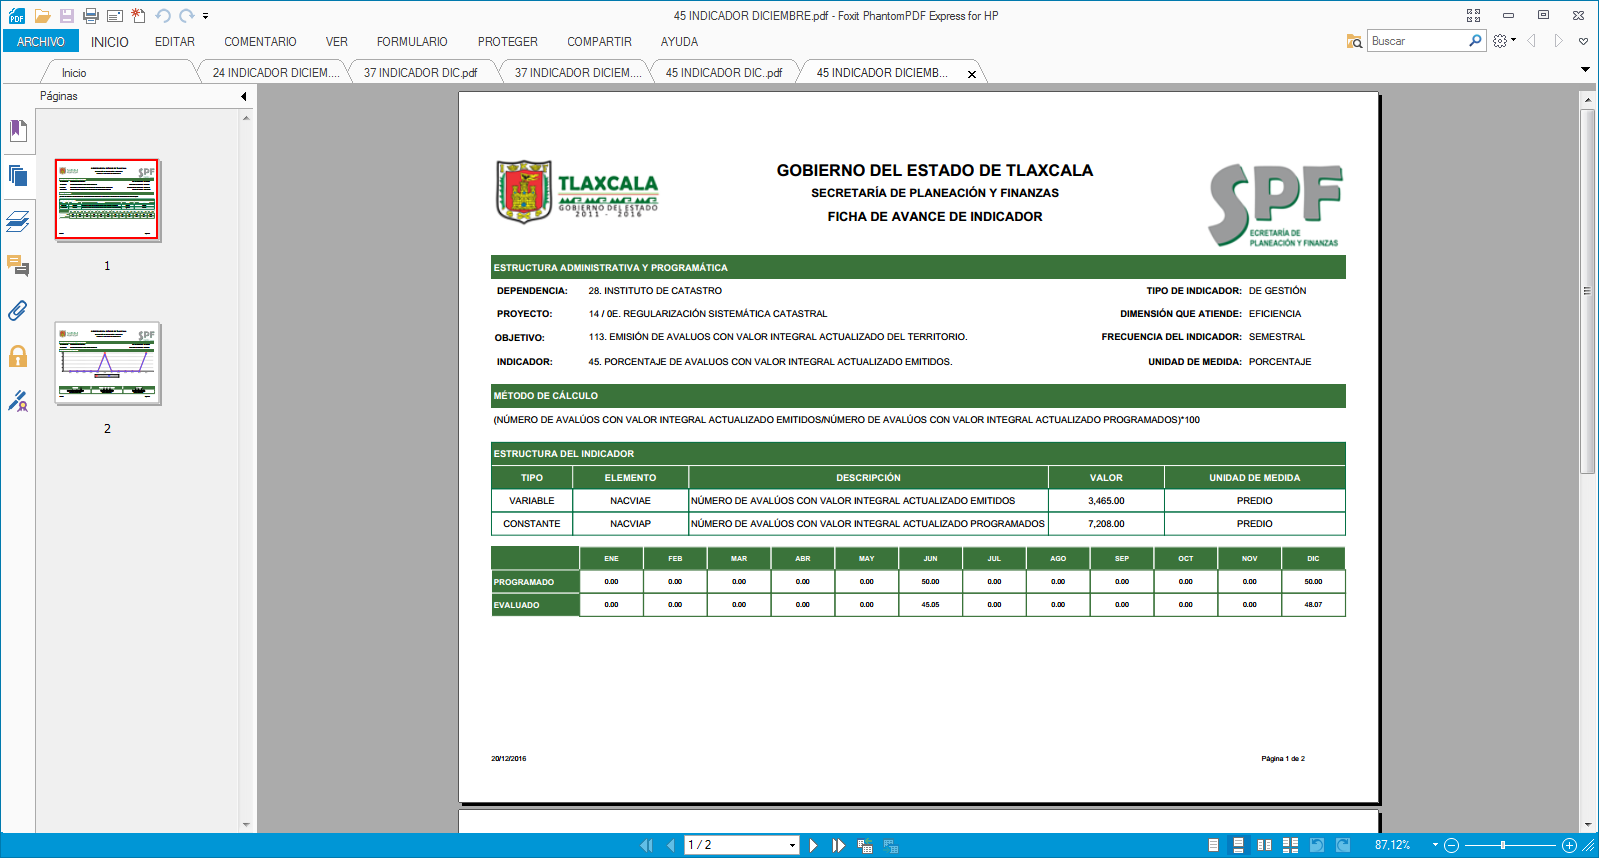 45 INDICADOR DICIEMBRE.pdf - Foxit PhantomPDF Express for HP
ARCHIVO INICIO EDITAR COMENTARIO VER FORMULARIO PROTEGER COMPARTIR AYUDA Buscar
Inicio 24 INDICADOR DICIEM.... 37 INDICADOR DIC.pdf 37 INDICADOR DICIEM.... 45 INDICADOR DIC..pdf 45 INDICADOR DICIEMB...
Páginas
1
2
TLAXCALA
GOBIERNO DEL ESTADO
2011 - 2016
GOBIERNO DEL ESTADO DE TLAXCALA
SECRETARÍA DE PLANEACIÓN Y FINANZAS
FICHA DE AVANCE DE INDICADOR
SPF
ECRETARÍA DE
PLANEACIÓN Y FINANZAS
ESTRUCTURA ADMINISTRATIVA Y PROGRAMÁTICA
DEPENDENCIA: 28. INSTITUTO DE CATASTRO TIPO DE INDICADOR: DE GESTIÓN
PROYECTO: 14 / 0E. REGULARIZACIÓN SISTEMÁTICA CATASTRAL DIMENSIÓN QUE ATIENDE: EFICIENCIA
OBJETIVO: 113. EMISIÓN DE AVALUOS CON VALOR INTEGRAL ACTUALIZADO DEL TERRITORIO. FRECUENCIA DEL INDICADOR: SEMESTRAL
INDICADOR: 45. PORCENTAJE DE AVALUOS CON VALOR INTEGRAL ACTUALIZADO EMITIDOS. UNIDAD DE MEDIDA: PORCENTAJE
MÉTODO DE CÁLCULO
(NÚMERO DE AVALÚOS CON VALOR INTEGRAL ACTUALIZADO EMITIDOS/NÚMERO DE AVALÚOS CON VALOR INTEGRAL ACTUALIZADO PROGRAMADOS)*100
ESTRUCTURA DEL INDICADOR
TIPO ELEMENTO DESCRIPCIÓN VALOR UNIDAD DE MEDIDA
VARIABLE NACVIAE NÚMERO DE AVALÚOS CON VALOR INTEGRAL ACTUALIZADO EMITIDOS 3,465.00 PREDIO
CONSTANTE NACVIAP NÚMERO DE AVALÚOS CON VALOR INTEGRAL ACTUALIZADO PROGRAMADOS 7,208.00 PREDIO
ENE FEB MAR ABR MAY JUN JUL AGO SEP OCT NOV DIC
PROGRAMADO 0.00 0.00 0.00 0.00 0.00 50.00 0.00 0.00 0.00 0.00 0.00 50.00
EVALUADO 0.00 0.00 0.00 0.00 0.00 45.05 0.00 0.00 0.00 0.00 0.00 48.07
20/12/2016 Página 1 de 2
1 / 2 87,12%